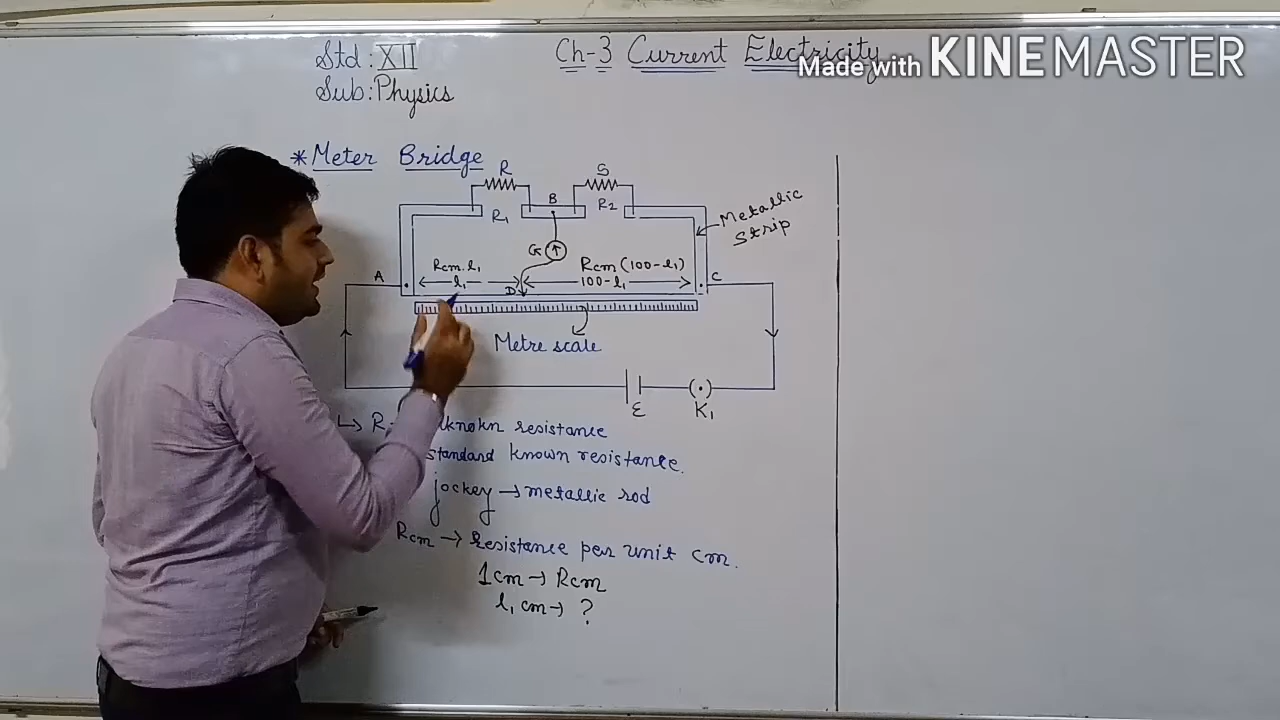 Std : XII
Ch-3 Current Electricity
Made with KINEMASTER
Sub : Physics
* Meter Bridge
R
S
B
R1
R2
Metallic
strip
G
Rcm. l1
Rcm (100-l1)
A
l1
D
100-l1
C
Metre scale
ε
K1
↳ R
resistance
standard known resistance.
jockey → metallic rod
Rcm → resistance per unit cm.
1cm → Rcm
l1 cm → ?